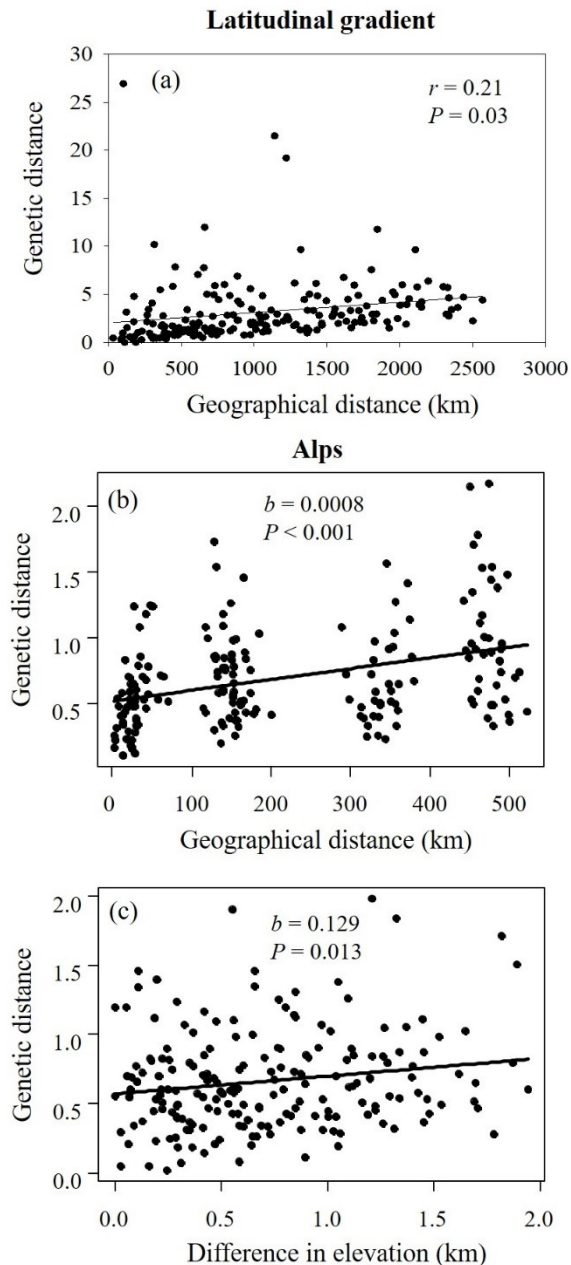 Latitudinal gradient
30
25
20
15
10
5
0
(a)
r = 0.21
P = 0.03
Genetic distance
0 500 1000 1500 2000 2500 3000
Geographical distance (km)
Alps
(b)
b = 0.0008
P < 0.001
2.0
1.5
1.0
0.5
Genetic distance
0 100 200 300 400 500
Geographical distance (km)
(c)
b = 0.129
P = 0.013
2.0
1.5
1.0
0.5
0.0
Genetic distance
0.0 0.5 1.0 1.5 2.0
Difference in elevation (km)